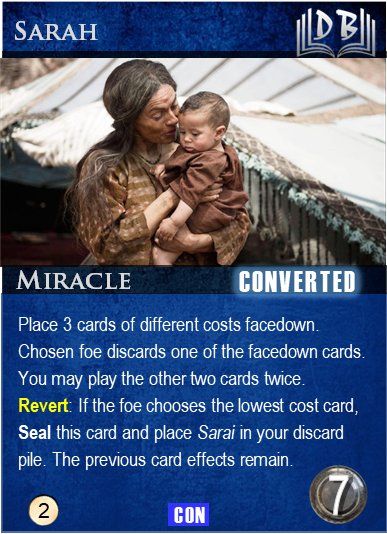 SARAH
DB
MIRACLE
CONVERTED
Place 3 cards of different costs facedown.
Chosen foe discards one of the facedown cards.
You may play the other two cards twice.
Revert: If the foe chooses the lowest cost card,
Seal this card and place Sarai in your discard
pile. The previous card effects remain.
2
CON
7